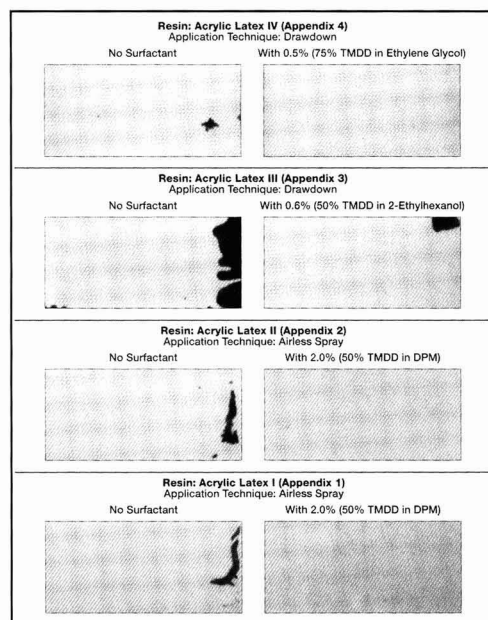 Resin: Acrylic Latex IV (Appendix 4)
Application Technique: Drawdown
No Surfactant
With 0.5% (75% TMDD in Ethylene Glycol)
Resin: Acrylic Latex III (Appendix 3)
Application Technique: Drawdown
No Surfactant
With 0.6% (50% TMDD in 2-Ethylhexanol)
Resin: Acrylic Latex II (Appendix 2)
Application Technique: Airless Spray
No Surfactant
With 2.0% (50% TMDD in DPM)
Resin: Acrylic Latex I (Appendix 1)
Application Technique: Airless Spray
No Surfactant
With 2.0% (50% TMDD in DPM)